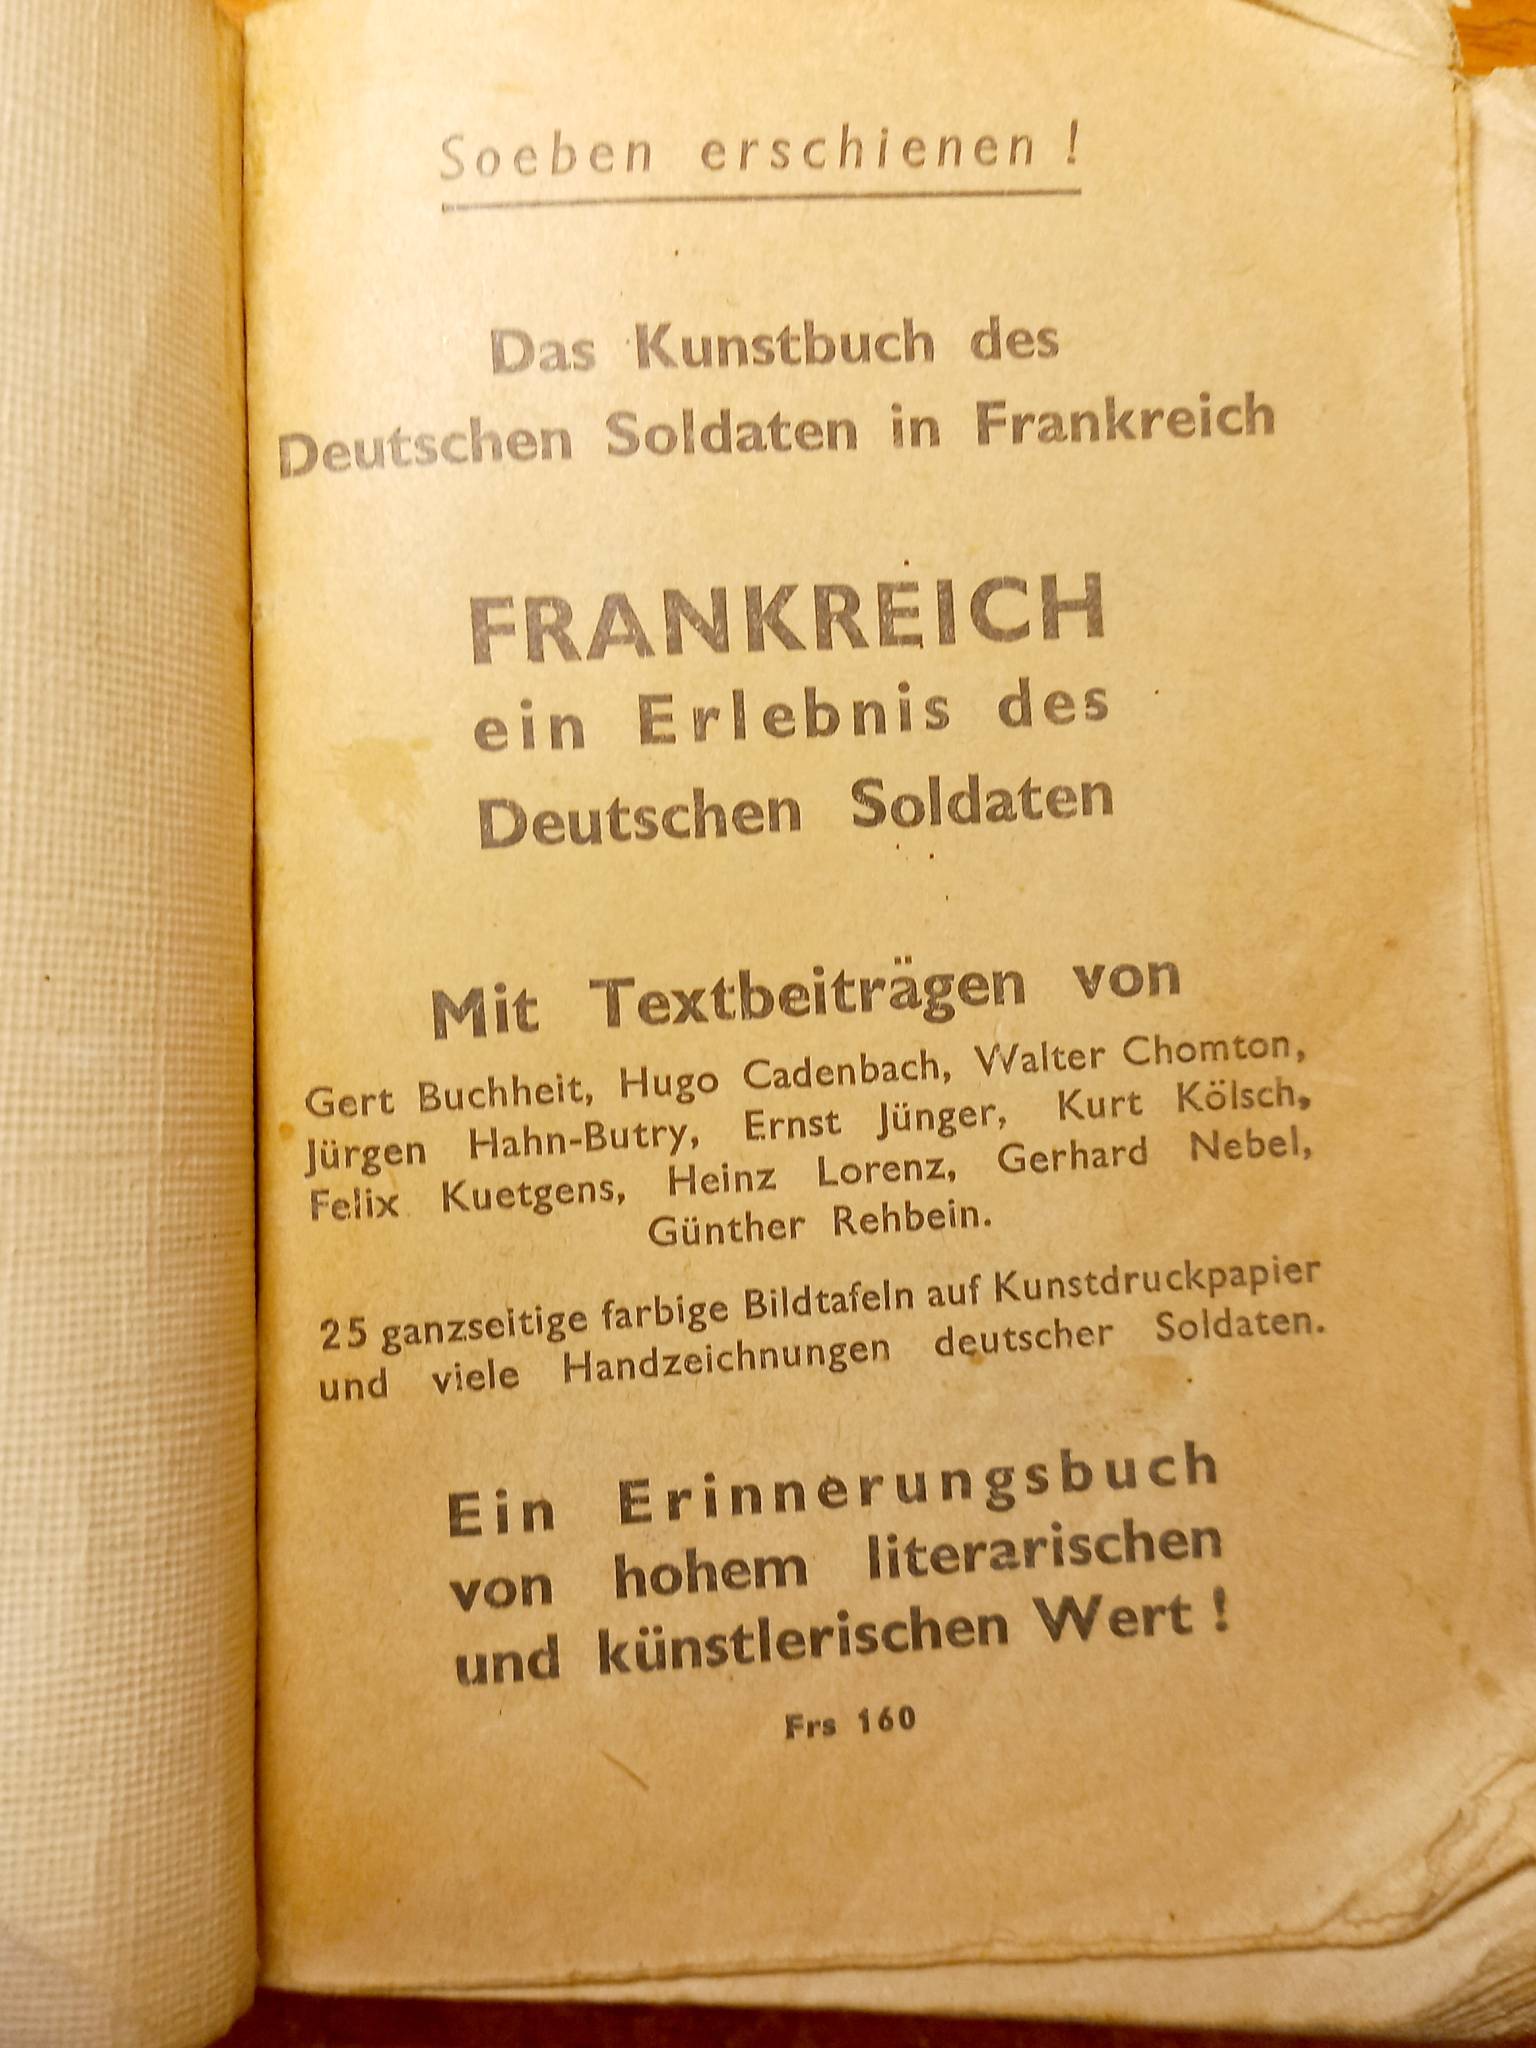 Soeben erschienen !
Das Kunstbuch des
Deutschen Soldaten in Frankreich
FRANKREICH
ein Erlebnis des
Deutschen Soldaten
Mit Textbeiträgen von
Gert Buchheit, Hugo Cadenbach, Walter Chomton,
Jürgen Hahn-Butry, Ernst Jünger, Kurt Kölsch,
Felix Kuetgens, Heinz Lorenz, Gerhard Nebel,
Günther Rehbein.
25 ganzseitige farbige Bildtafeln auf Kunstdruckpapier
und viele Handzeichnungen deutscher Soldaten.
Ein Erinnerungsbuch
von hohem literarischen
und künstlerischen Wert !
Frs 160